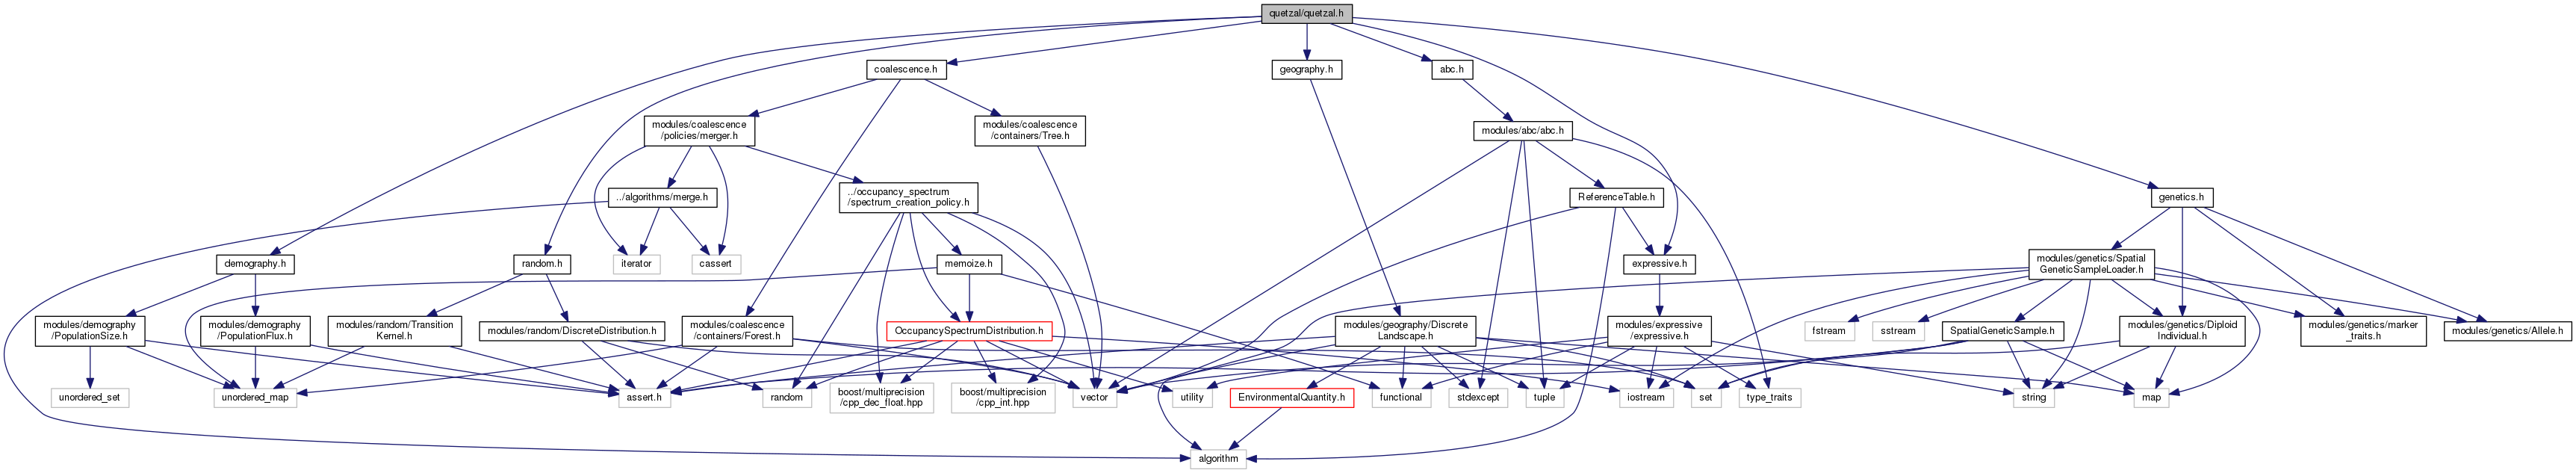 quetzal/quetzal.h
coalescence.h
geography.h
abc.h
modules/coalescence
/policies/merger.h
modules/coalescence
/containers/Tree.h
modules/abc/abc.h
../algorithms/merge.h
../occupancy_spectrum
/spectrum_creation_policy.h
ReferenceTable.h
genetics.h
demography.h
random.h
iterator
cassert
memoize.h
expressive.h
modules/genetics/Spatial
GeneticSampleLoader.h
modules/demography
/PopulationSize.h
modules/demography
/PopulationFlux.h
modules/random/Transition
Kernel.h
modules/random/DiscreteDistribution.h
modules/coalescence
/containers/Forest.h
OccupancySpectrumDistribution.h
modules/geography/Discrete
Landscape.h
modules/expressive
/expressive.h
fstream
sstream
SpatialGeneticSample.h
modules/genetics/Diploid
Individual.h
modules/genetics/marker
_traits.h
modules/genetics/Allele.h
unordered_set
unordered_map
assert.h
random
boost/multiprecision
/cpp_dec_float.hpp
boost/multiprecision
/cpp_int.hpp
vector
utility
EnvironmentalQuantity.h
functional
stdexcept
tuple
iostream
set
type_traits
string
map
algorithm